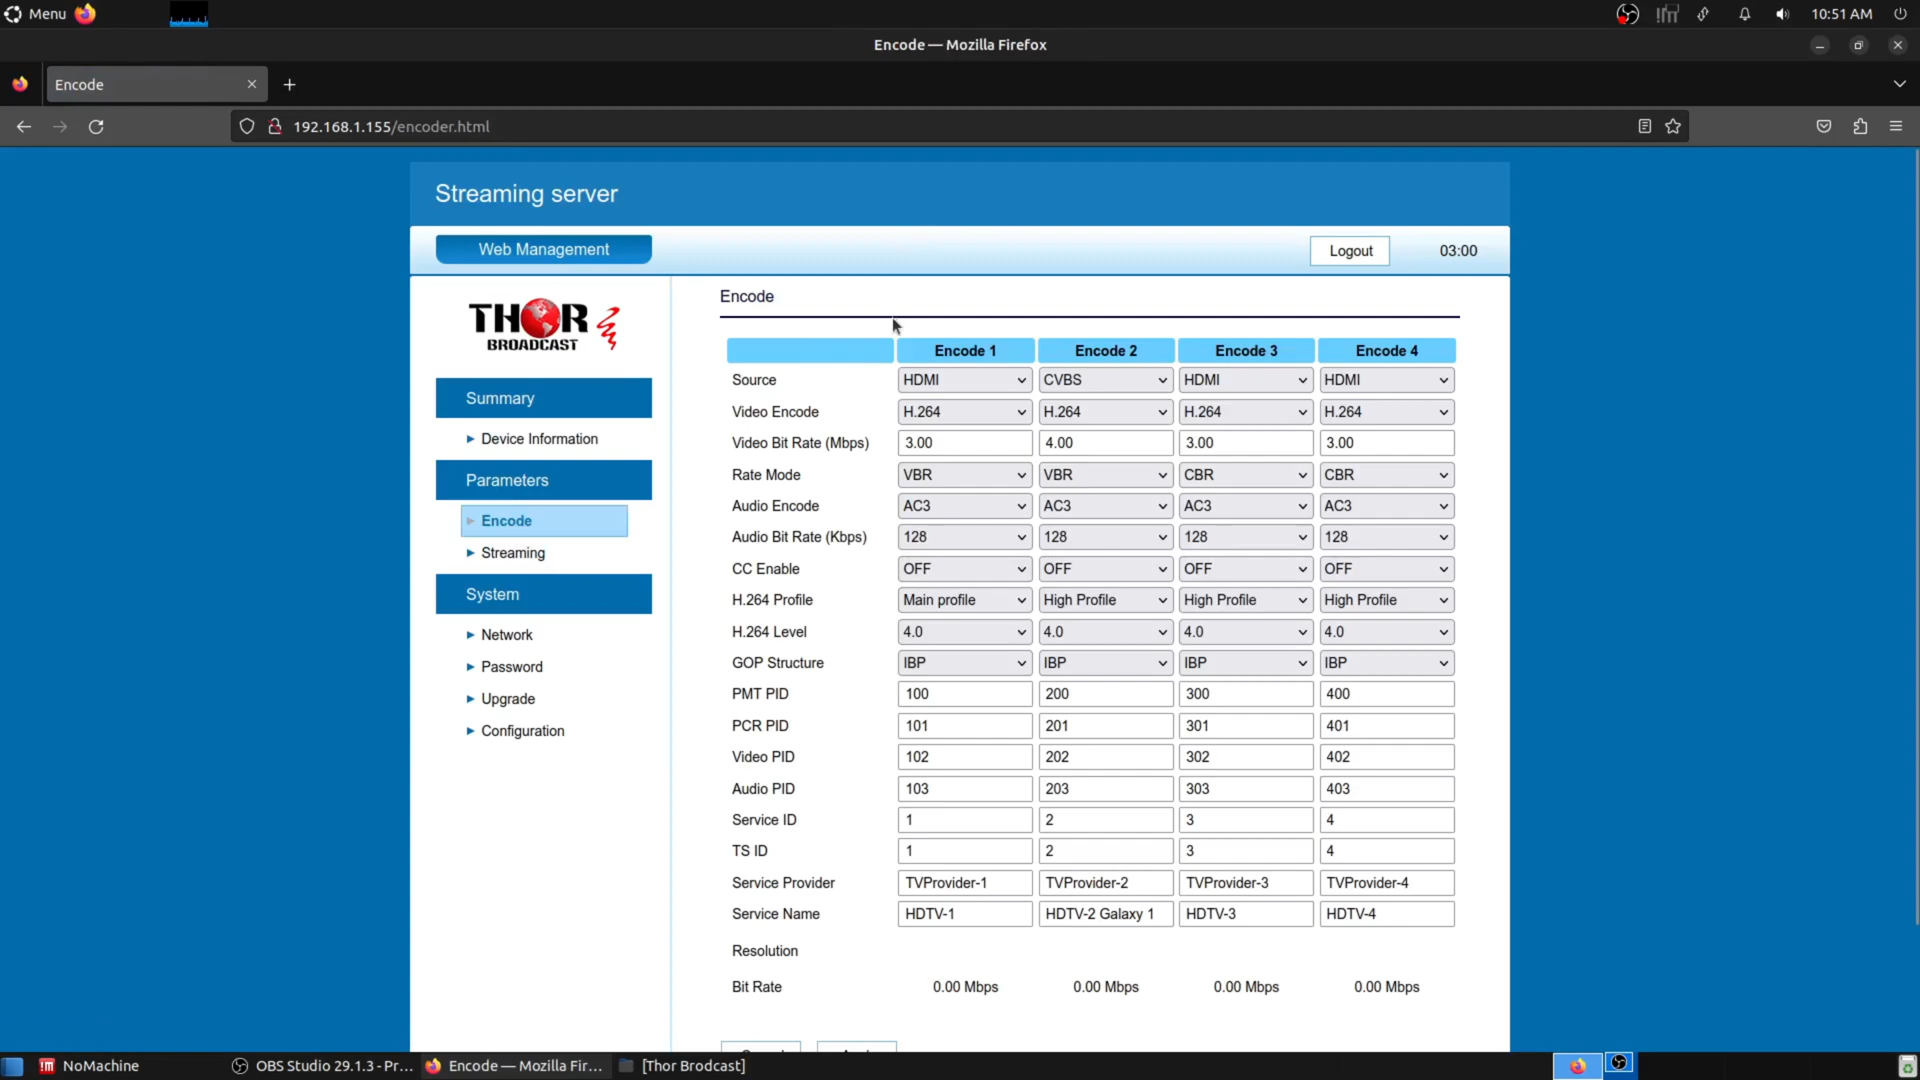 Menu
10:51 AM
Encode — Mozilla Firefox
Encode
192.168.1.155/encoder.html
Streaming server
Web Management
Logout
03:00
THOR
BROADCAST
Summary
Device Information
Parameters
Encode
Streaming
System
Network
Password
Upgrade
Configuration
Encode
Encode 1 Encode 2 Encode 3 Encode 4
Source HDMI CVBS HDMI HDMI
Video Encode H.264 H.264 H.264 H.264
Video Bit Rate (Mbps) 3.00 4.00 3.00 3.00
Rate Mode VBR VBR CBR CBR
Audio Encode AC3 AC3 AC3 AC3
Audio Bit Rate (Kbps) 128 128 128 128
CC Enable OFF OFF OFF OFF
H.264 Profile Main profile High Profile High Profile High Profile
H.264 Level 4.0 4.0 4.0 4.0
GOP Structure IBP IBP IBP IBP
PMT PID 100 200 300 400
PCR PID 101 201 301 401
Video PID 102 202 302 402
Audio PID 103 203 303 403
Service ID 1 2 3 4
TS ID 1 2 3 4
Service Provider TVProvider-1 TVProvider-2 TVProvider-3 TVProvider-4
Service Name HDTV-1 HDTV-2 Galaxy 1 HDTV-3 HDTV-4
Resolution
Bit Rate 0.00 Mbps 0.00 Mbps 0.00 Mbps 0.00 Mbps
NoMachine
OBS Studio 29.1.3 - Pr...
Encode — Mozilla Fir...
[Thor Brodcast]